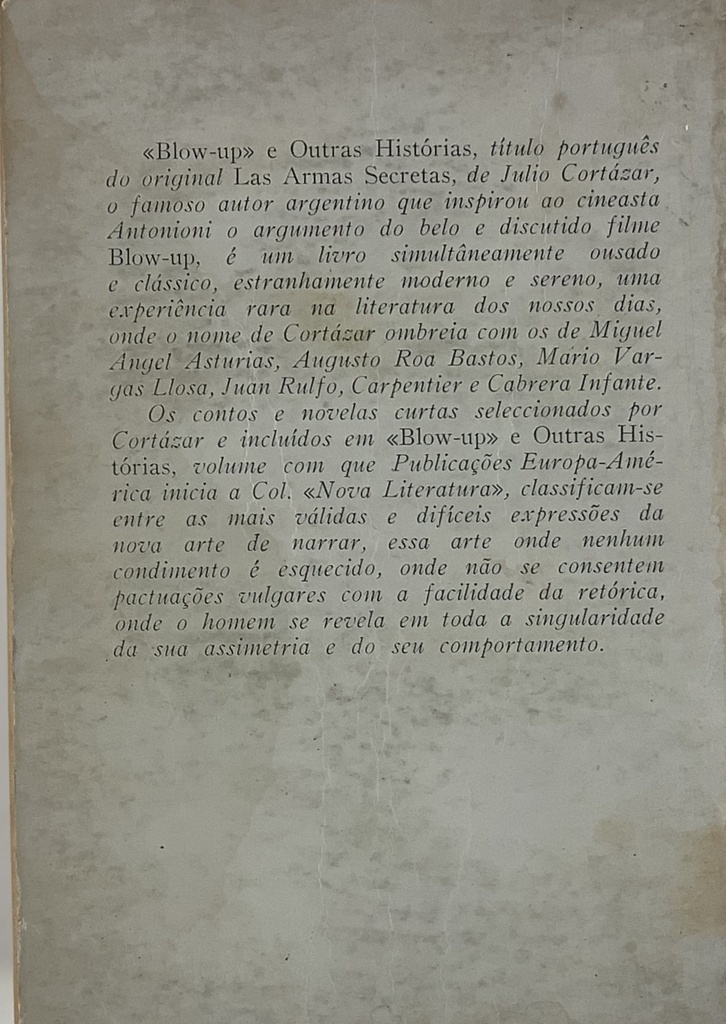 «Blow-up» e Outras Histórias, título português
do original Las Armas Secretas, de Julio Cortázar,
o famoso autor argentino que inspirou ao cineasta
Antonioni o argumento do belo e discutido filme
Blow-up, é um livro simultâneamente ousado
e clássico, estranhamente moderno e sereno, uma
experiência rara na literatura dos nossos dias,
onde o nome de Cortázar ombreia com os de Miguel
Angel Asturias, Augusto Roa Bastos, Mário Var-
gas Llosa, Juan Rulfo, Carpentier e Cabrera Infante.
Os contos e novelas curtas seleccionados por
Cortázar e incluídos em «Blow-up» e Outras His-
tórias, volume com que Publicações Europa-Amé-
rica inicia a Col. «Nova Literatura», classificam-se
entre as mais válidas e difíceis expressões da
nova arte de narrar, essa arte onde nenhum
condimento é esquecido, onde não se consentem
pactuações vulgares com a facilidade da retórica,
onde o homem se revela em toda a singularidade
da sua assimetria e do seu comportamento.